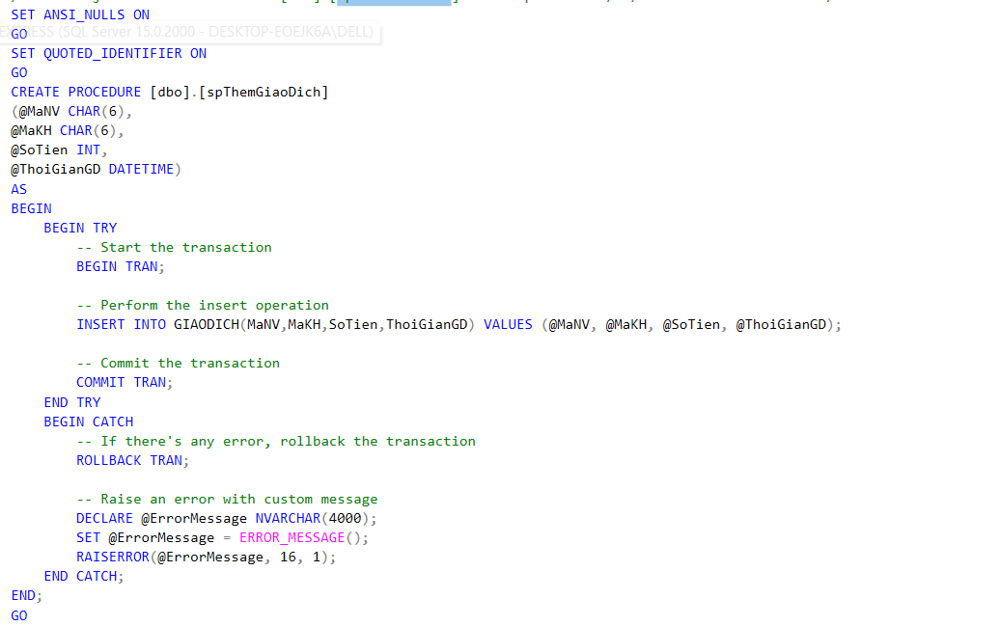 SET ANSI_NULLS ON
GO
ESS (SQL Server 15.0.2000 - DESKTOP-EOEJK6A\DELL)
SET QUOTED_IDENTIFIER ON
GO
CREATE PROCEDURE [dbo].[spThemGiaoDich]
(@MaNV CHAR(6),
@MaKH CHAR(6),
@SoTien INT,
@ThoiGianGD DATETIME)
AS
BEGIN
    BEGIN TRY
        -- Start the transaction
        BEGIN TRAN;

        -- Perform the insert operation
        INSERT INTO GIAODICH(MaNV,MaKH,SoTien,ThoiGianGD) VALUES (@MaNV, @MaKH, @SoTien, @ThoiGianGD);

        -- Commit the transaction
        COMMIT TRAN;
    END TRY
    BEGIN CATCH
        -- If there's any error, rollback the transaction
        ROLLBACK TRAN;

        -- Raise an error with custom message
        DECLARE @ErrorMessage NVARCHAR(4000);
        SET @ErrorMessage = ERROR_MESSAGE();
        RAISERROR(@ErrorMessage, 16, 1);
    END CATCH;
END;
GO